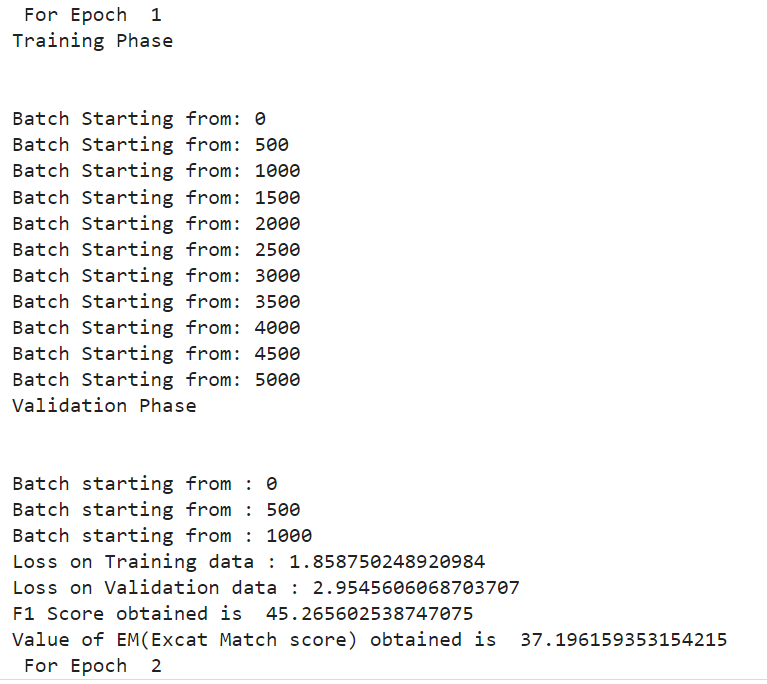 For Epoch  1
Training Phase
Batch Starting from: 0
Batch Starting from: 500
Batch Starting from: 1000
Batch Starting from: 1500
Batch Starting from: 2000
Batch Starting from: 2500
Batch Starting from: 3000
Batch Starting from: 3500
Batch Starting from: 4000
Batch Starting from: 4500
Batch Starting from: 5000
Validation Phase
Batch starting from : 0
Batch starting from : 500
Batch starting from : 1000
Loss on Training data : 1.858750248920984
Loss on Validation data : 2.9545606068703707
F1 Score obtained is  45.265602538747075
Value of EM(Excat Match score) obtained is  37.196159353154215
For Epoch  2